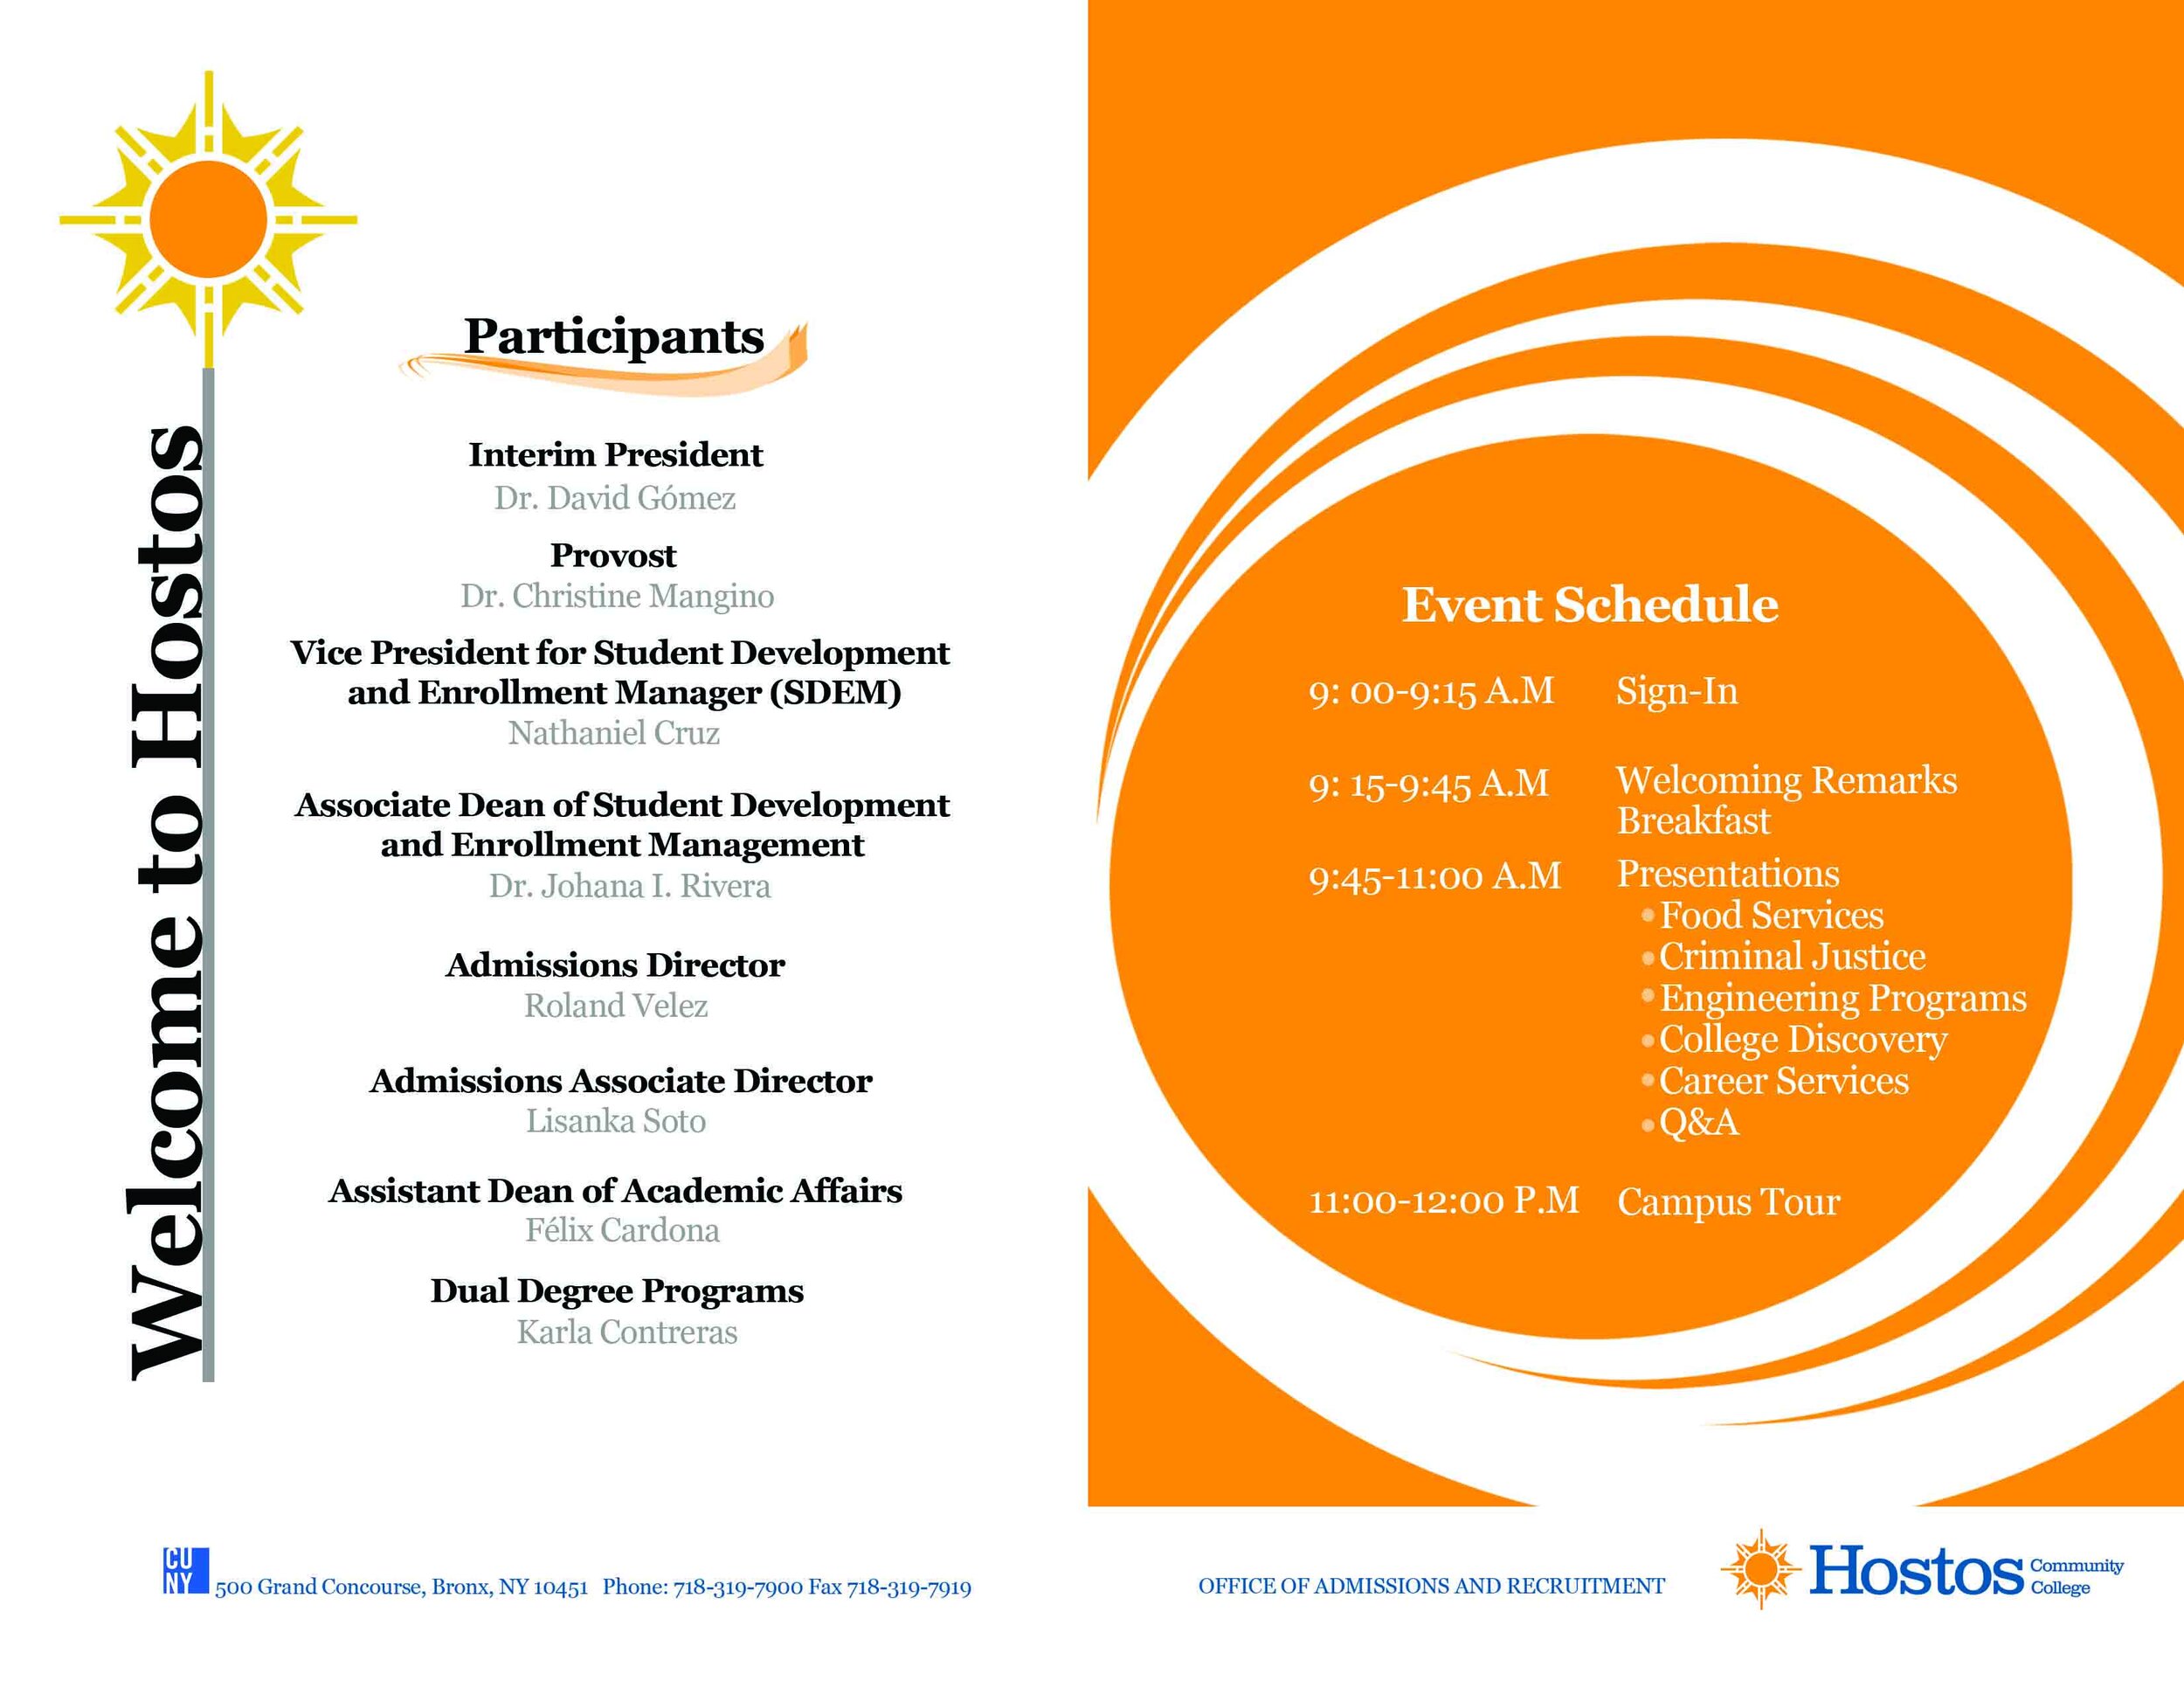 Welcome to Hostos
Participants
Interim President
Dr. David Gómez
Provost
Dr. Christine Mangino
Vice President for Student Development
and Enrollment Manager (SDEM)
Nathaniel Cruz
Associate Dean of Student Development
and Enrollment Management
Dr. Johana I. Rivera
Admissions Director
Roland Velez
Admissions Associate Director
Lisanka Soto
Assistant Dean of Academic Affairs
Félix Cardona
Dual Degree Programs
Karla Contreras
CU
NY
500 Grand Concourse, Bronx, NY 10451 Phone: 718-319-7900 Fax 718-319-7919
Event Schedule
9: 00-9:15 A.M Sign-In
9: 15-9:45 A.M Welcoming Remarks
Breakfast
9:45-11:00 A.M Presentations
• Food Services
• Criminal Justice
• Engineering Programs
• College Discovery
• Career Services
• Q&A
11:00-12:00 P.M Campus Tour
OFFICE OF ADMISSIONS AND RECRUITMENT
Hostos Community
College